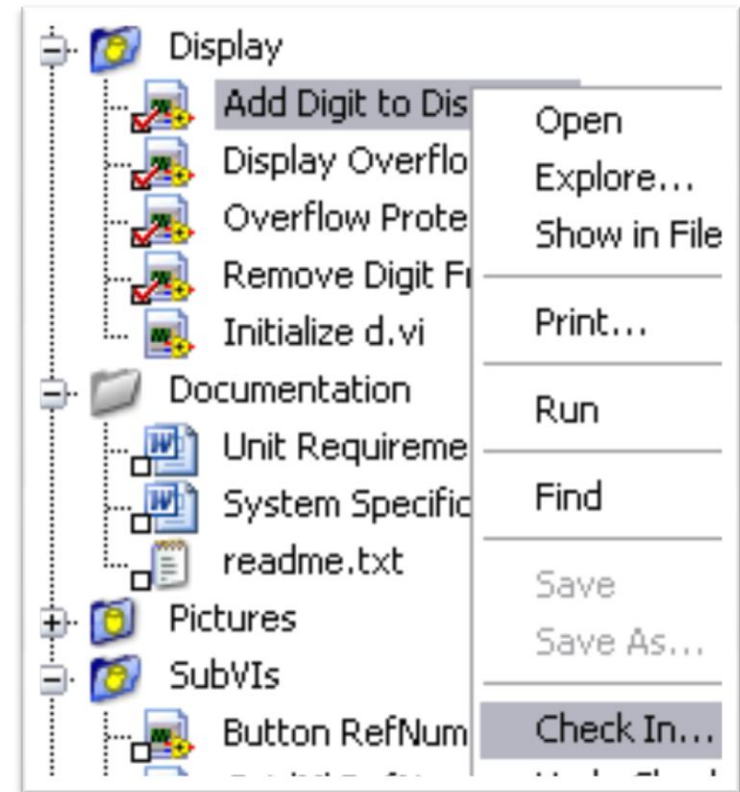 Display
Add Digit to Dis
Display Overflo
Overflow Prote
Remove Digit Fr
Initialize d.vi
Documentation
Unit Requireme
System Specific
readme.txt
Pictures
SubVIs
Button RefNum
Open
Explore...
Show in File
Print...
Run
Find
Save
Save As...
Check In...